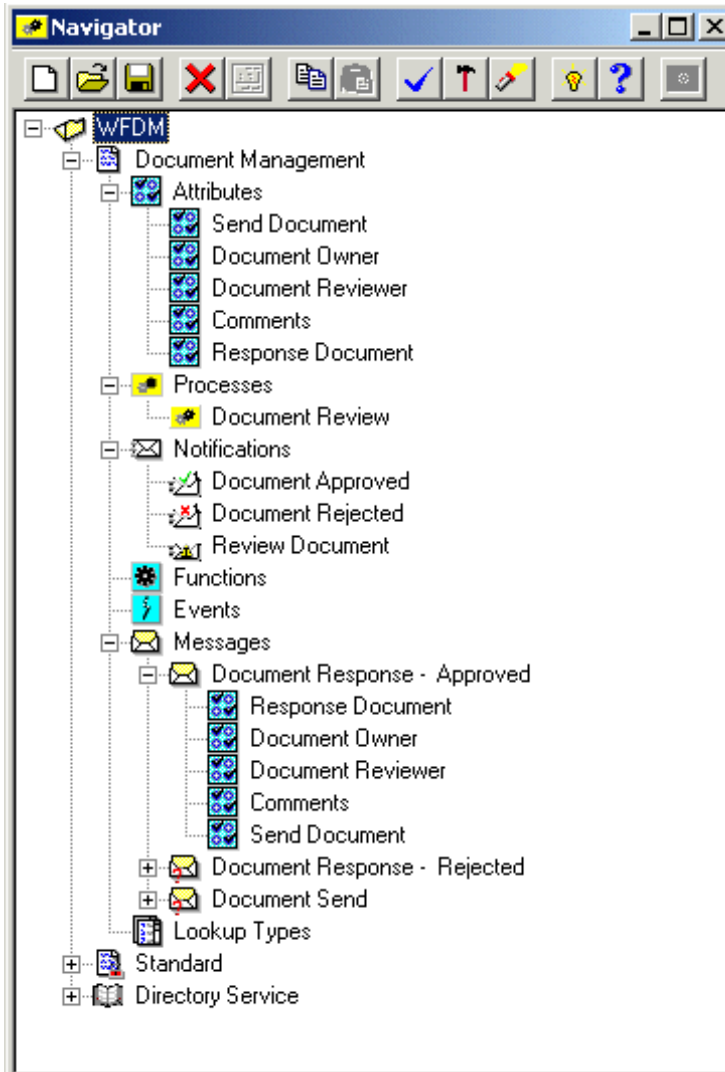 Navigator
WFDM
Document Management
Attributes
Send Document
Document Owner
Document Reviewer
Comments
Response Document
Processes
Document Review
Notifications
Document Approved
Document Rejected
Review Document
Functions
Events
Messages
Document Response - Approved
Response Document
Document Owner
Document Reviewer
Comments
Send Document
Document Response - Rejected
Document Send
Lookup Types
Standard
Directory Service